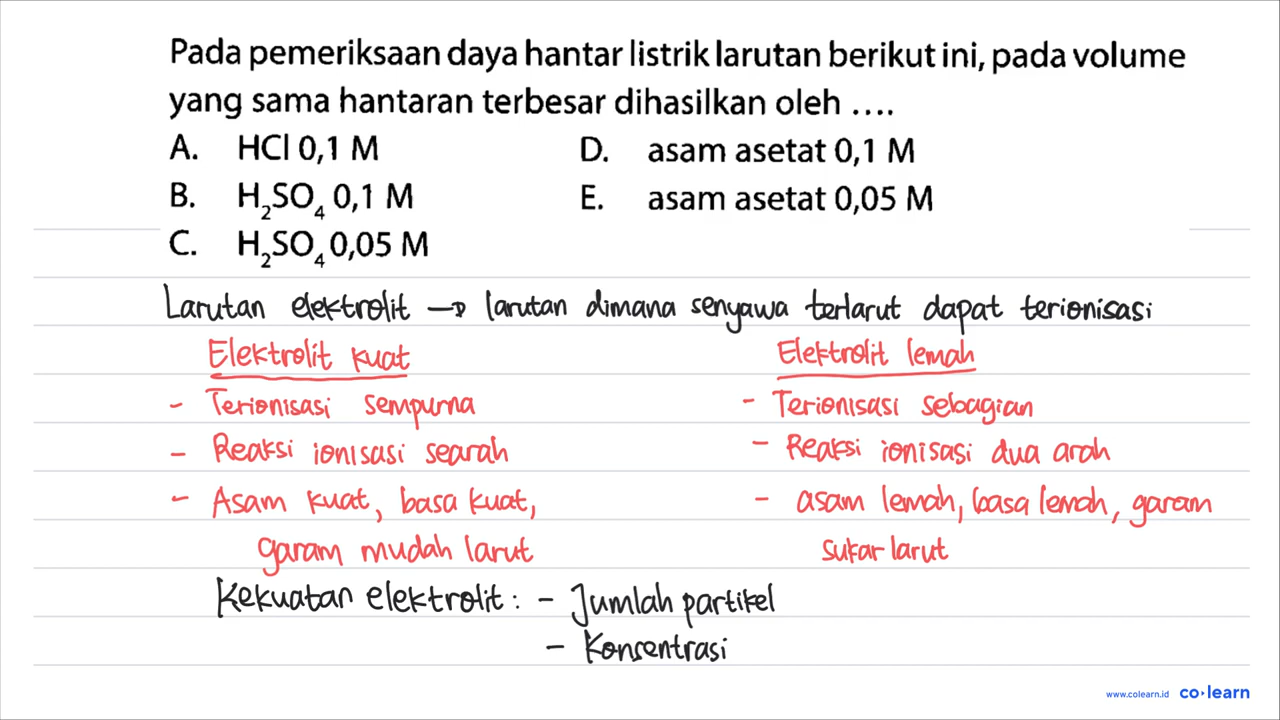 Pada pemeriksaan daya hantar listrik larutan berikut ini, pada volume
yang sama hantaran terbesar dihasilkan oleh ....
A. HCl 0,1 M
D. asam asetat 0,1 M
B. H₂SO₄ 0,1 M
E. asam asetat 0,05 M
C. H₂SO₄ 0,05 M
Larutan elektrolit → larutan dimana senyawa terlarut dapat terionisasi
Elektrolit kuat
Elektrolit lemah
- Terionisasi sempurna
- Terionisasi sebagian
- Reaksi ionisasi searah
- Reaksi ionisasi dua arah
- Asam kuat, basa kuat,
- asam lemah, basa lemah, garam
garam mudah larut
sukar larut
Kekuatan elektrolit : - Jumlah partikel
- Konsentrasi
www.colearn.id co·learn